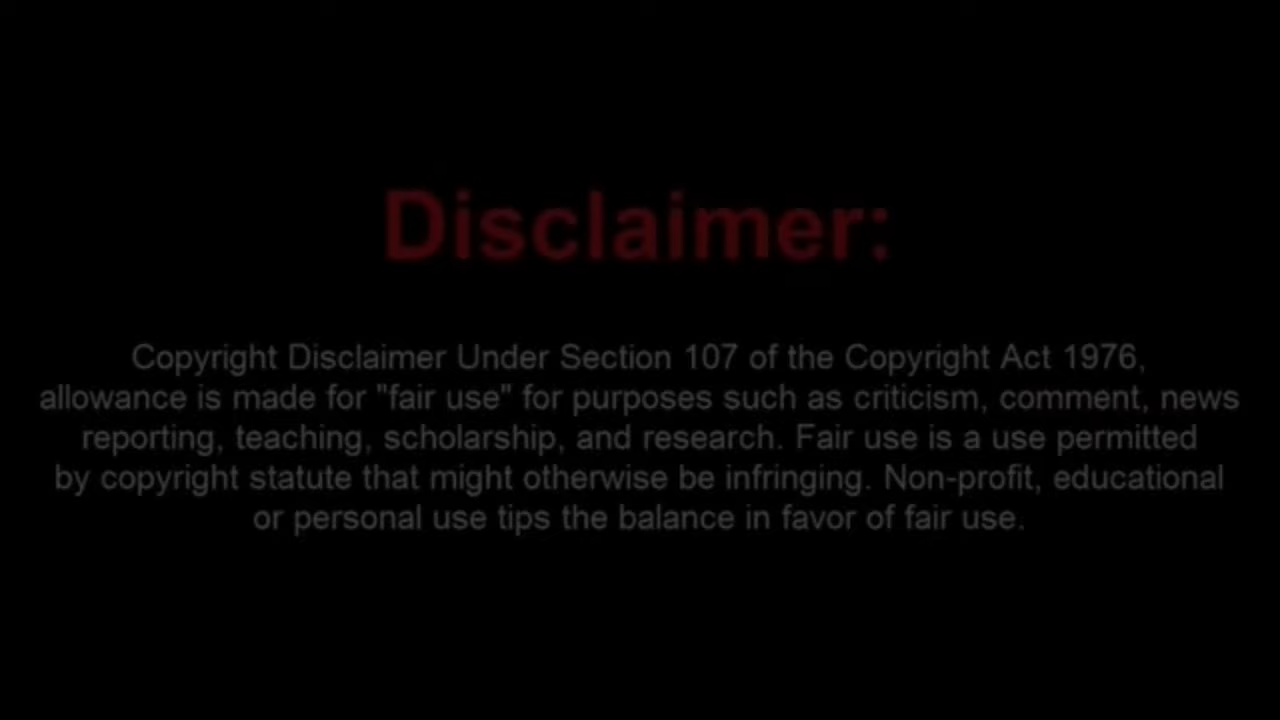 Disclaimer:
Copyright Disclaimer Under Section 107 of the Copyright Act 1976,
allowance is made for "fair use" for purposes such as criticism, comment, news
reporting, teaching, scholarship, and research. Fair use is a use permitted
by copyright statute that might otherwise be infringing. Non-profit, educational
or personal use tips the balance in favor of fair use.